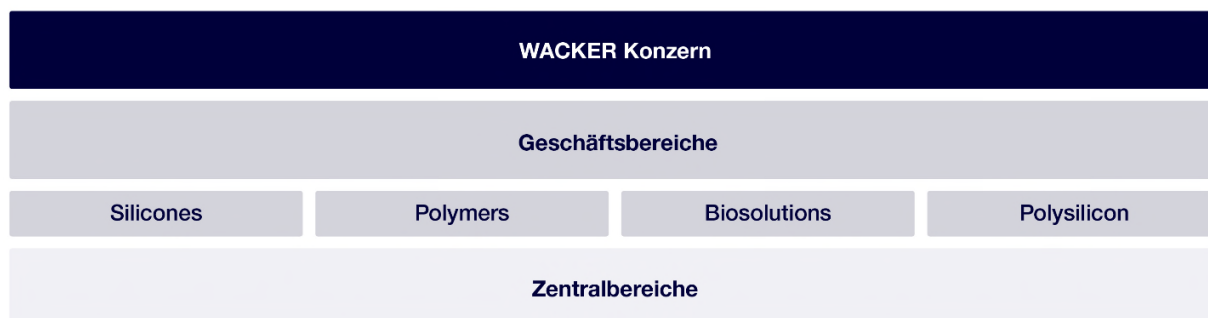 WACKER Konzern
Geschäftsbereiche
Silicones Polymers Biosolutions Polysilicon
Zentralbereiche